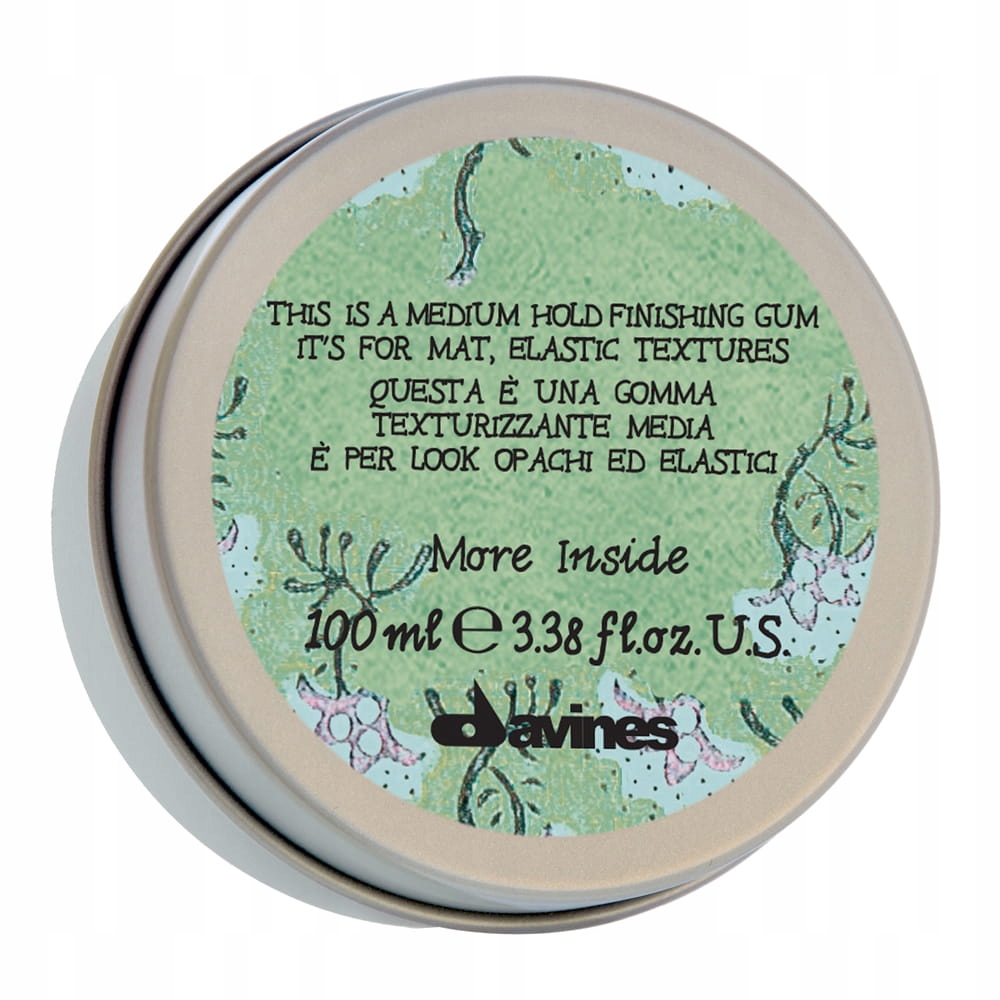 THIS IS A MEDIUM HOLD FINISHING GUM
IT'S FOR MAT, ELASTIC TEXTURES
QUESTA È UNA GOMMA
TEXTURIZZANTE MEDIA
È PER LOOK OPACHI ED ELASTICI
More Inside
100 ml ℮ 3.38 fl.oz. U.S.
davines